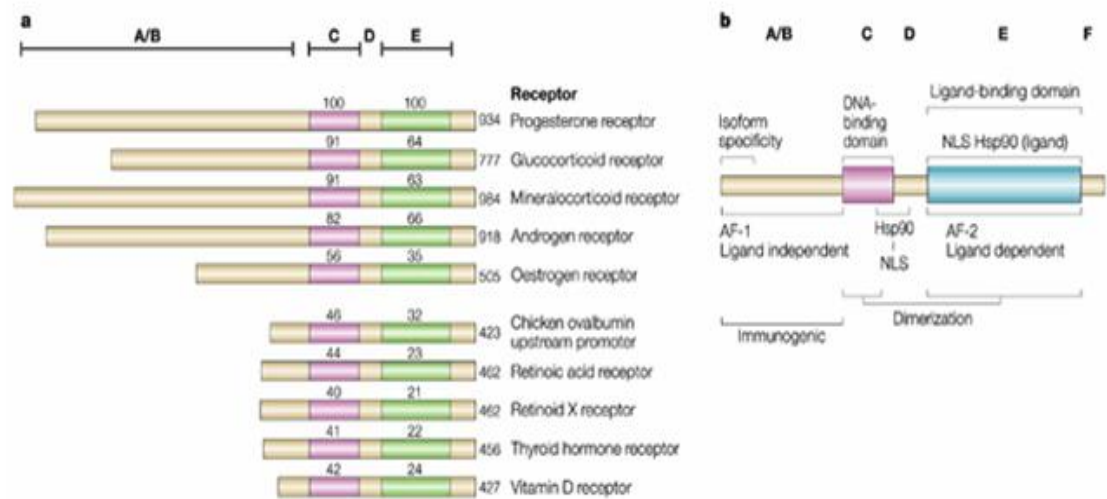 a
A/B C D E
Receptor
100 100
934 Progesterone receptor
91 64
777 Glucocorticoid receptor
91 63
984 Mineralocorticoid receptor
82 66
918 Androgen receptor
56 35
505 Oestrogen receptor
46 32
423 Chicken ovalbumin
upstream promoter
44 23
462 Retinoic acid receptor
40 21
462 Retinoid X receptor
41 22
456 Thyroid hormone receptor
42 24
427 Vitamin D receptor
b
A/B C D E F
Ligand-binding domain
DNA-
binding
domain
Isoform
specificity
NLS Hsp90 (ligand)
AF-1
Ligand independent
Hsp90
NLS
AF-2
Ligand dependent
Dimerization
Immunogenic